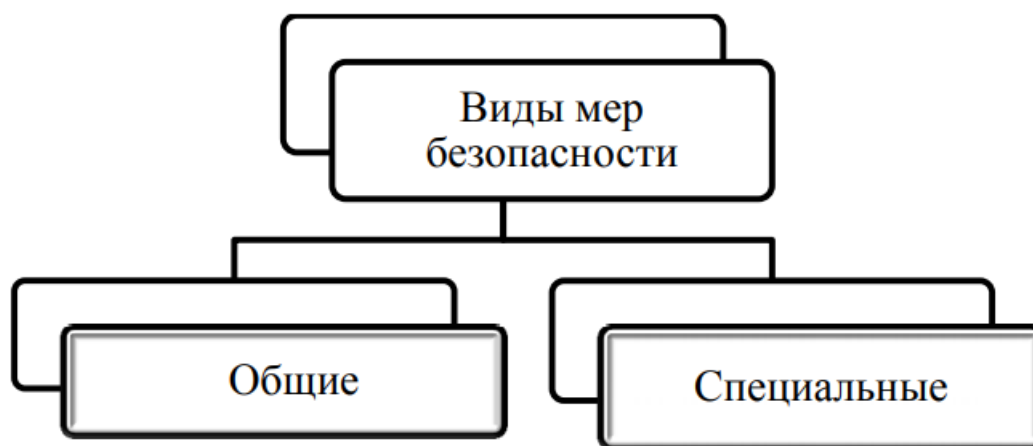 Виды мер
безопасности
Общие
Специальные